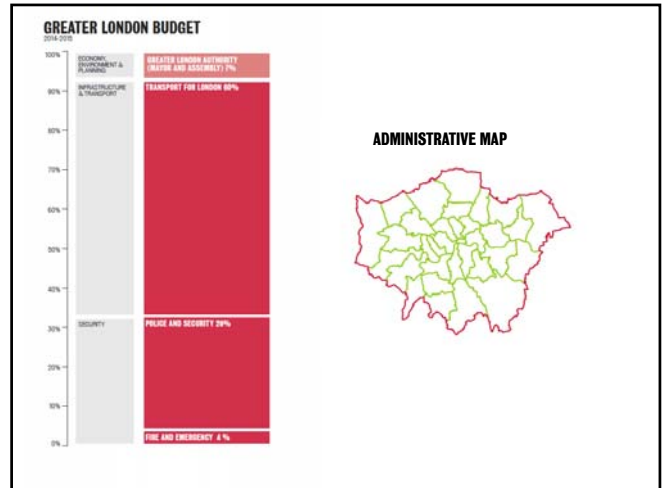 GREATER LONDON BUDGET
2014-2015
100%
90%
80%
70%
60%
50%
40%
30%
20%
10%
0%
ECONOMY,
ENVIRONMENT &
PLANNING
INFRASTRUCTURE
& TRANSPORT
SECURITY
GREATER LONDON AUTHORITY
(MAYOR AND ASSEMBLY) 7%
TRANSPORT FOR LONDON 60%
POLICE AND SECURITY 29%
FIRE AND EMERGENCY 4 %
ADMINISTRATIVE MAP